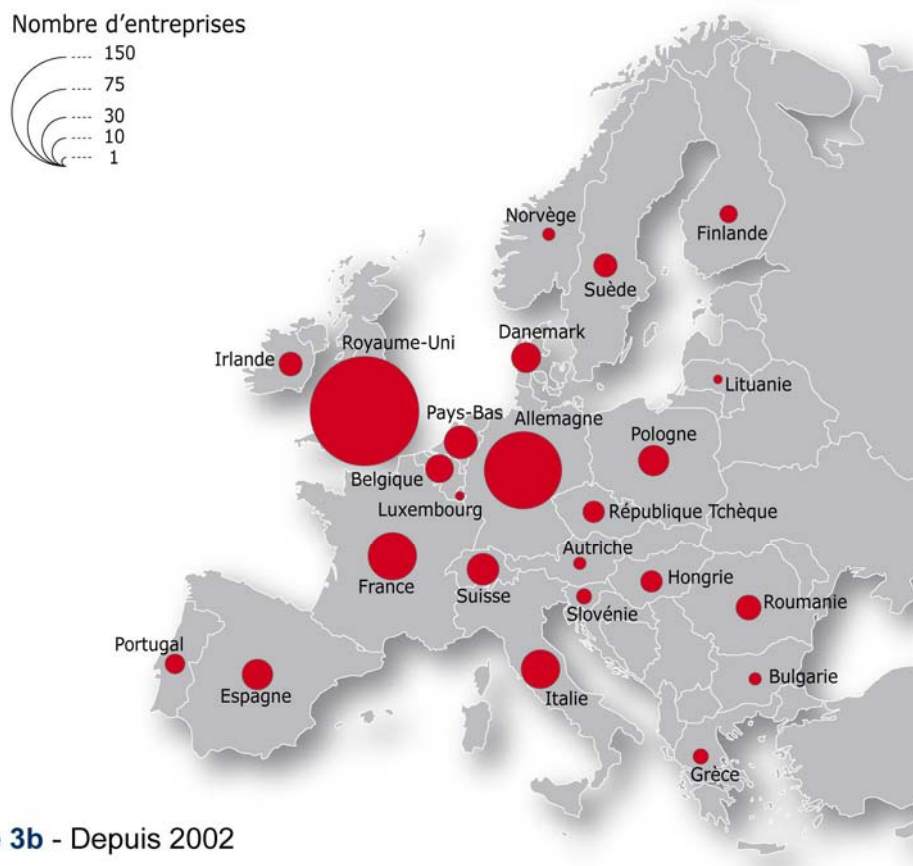 Nombre d'entreprises
150
75
30
10
1
Norvège
Finlande
Suède
Danemark
Royaume-Uni
Irlande
Lituanie
Pays-Bas
Allemagne
Pologne
Belgique
Luxembourg
République Tchèque
Autriche
France
Suisse
Hongrie
Slovénie
Roumanie
Portugal
Espagne
Italie
Bulgarie
Grèce
3b - Depuis 2002